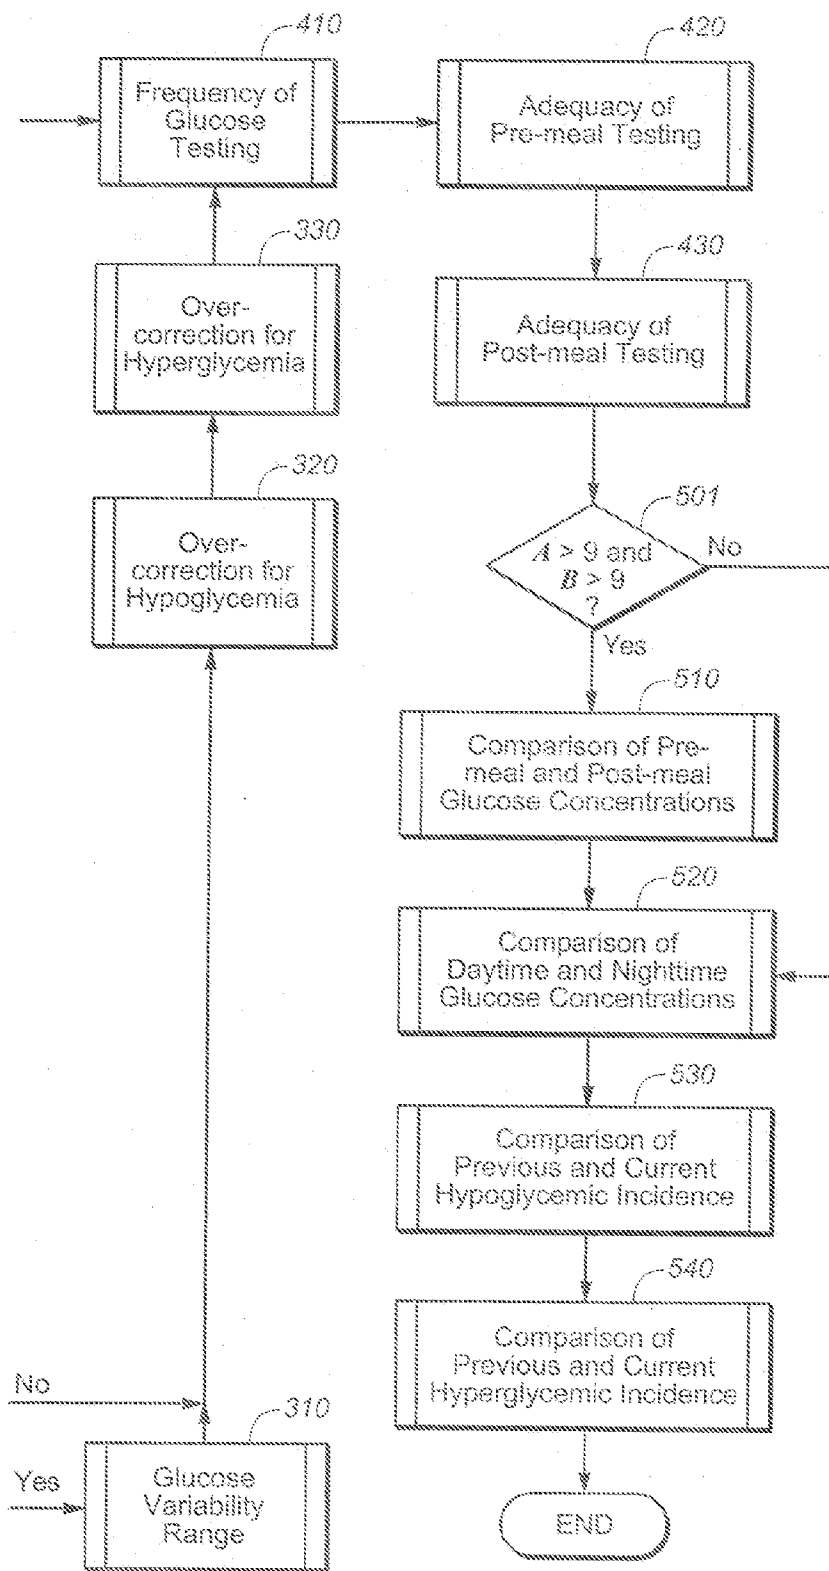 410
Frequency of
Glucose
Testing
420
Adequacy of
Pre-meal Testing
330
Over-
correction for
Hyperglycemia
430
Adequacy of
Post-meal Testing
320
Over-
correction for
Hypoglycemia
501
A > 9 and
B > 9
?
No
Yes
510
Comparison of Pre-
meal and Post-meal
Glucose Concentrations
520
Comparison of
Daytime and Nighttime
Glucose Concentrations
530
Comparison of
Previous and Current
Hypoglycemic Incidence
540
Comparison of
Previous and Current
Hyperglycemic Incidence
No
310
Yes
Glucose
Variability
Range
END